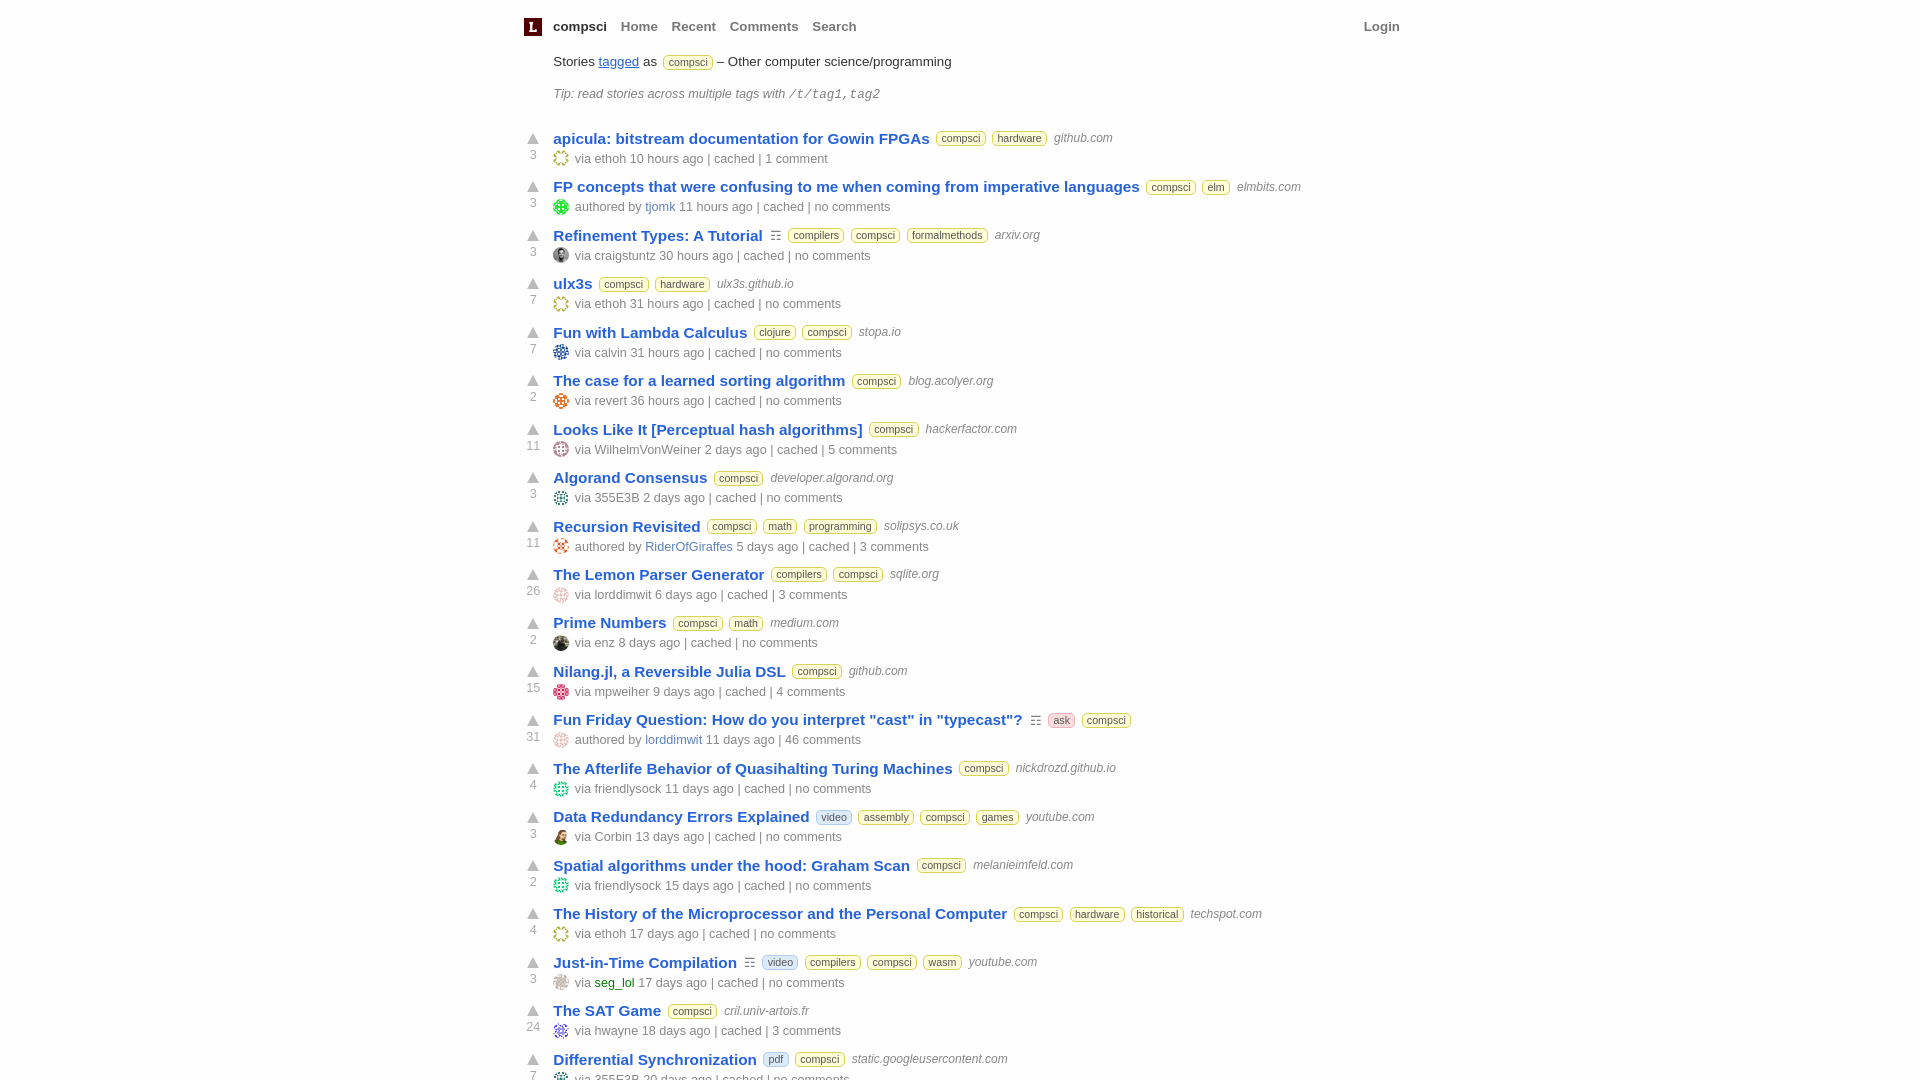 L compsci Home Recent Comments Search Login
Stories tagged as compsci – Other computer science/programming
Tip: read stories across multiple tags with /t/tag1,tag2
apicula: bitstream documentation for Gowin FPGAs compsci hardware github.com
3 via ethoh 10 hours ago | cached | 1 comment
FP concepts that were confusing to me when coming from imperative languages compsci elm elmbits.com
3 authored by tjomk 11 hours ago | cached | no comments
Refinement Types: A Tutorial ☶ compilers compsci formalmethods arxiv.org
3 via craigstuntz 30 hours ago | cached | no comments
ulx3s compsci hardware ulx3s.github.io
7 via ethoh 31 hours ago | cached | no comments
Fun with Lambda Calculus clojure compsci stopa.io
7 via calvin 31 hours ago | cached | no comments
The case for a learned sorting algorithm compsci blog.acolyer.org
2 via revert 36 hours ago | cached | no comments
Looks Like It [Perceptual hash algorithms] compsci hackerfactor.com
11 via WilhelmVonWeiner 2 days ago | cached | 5 comments
Algorand Consensus compsci developer.algorand.org
3 via 355E3B 2 days ago | cached | no comments
Recursion Revisited compsci math programming solipsys.co.uk
11 authored by RiderOfGiraffes 5 days ago | cached | 3 comments
The Lemon Parser Generator compilers compsci sqlite.org
26 via lorddimwit 6 days ago | cached | 3 comments
Prime Numbers compsci math medium.com
2 via enz 8 days ago | cached | no comments
Nilang.jl, a Reversible Julia DSL compsci github.com
15 via mpweiher 9 days ago | cached | 4 comments
Fun Friday Question: How do you interpret "cast" in "typecast"? ☶ ask compsci
31 authored by lorddimwit 11 days ago | 46 comments
The Afterlife Behavior of Quasihalting Turing Machines compsci nickdrozd.github.io
4 via friendlysock 11 days ago | cached | no comments
Data Redundancy Errors Explained video assembly compsci games youtube.com
3 via Corbin 13 days ago | cached | no comments
Spatial algorithms under the hood: Graham Scan compsci melanieimfeld.com
2 via friendlysock 15 days ago | cached | no comments
The History of the Microprocessor and the Personal Computer compsci hardware historical techspot.com
4 via ethoh 17 days ago | cached | no comments
Just-in-Time Compilation ☶ video compilers compsci wasm youtube.com
3 via seg_lol 17 days ago | cached | no comments
The SAT Game compsci cril.univ-artois.fr
24 via hwayne 18 days ago | cached | 3 comments
Differential Synchronization pdf compsci static.googleusercontent.com
7 via 355E3B 20 days ago | cached | no comments